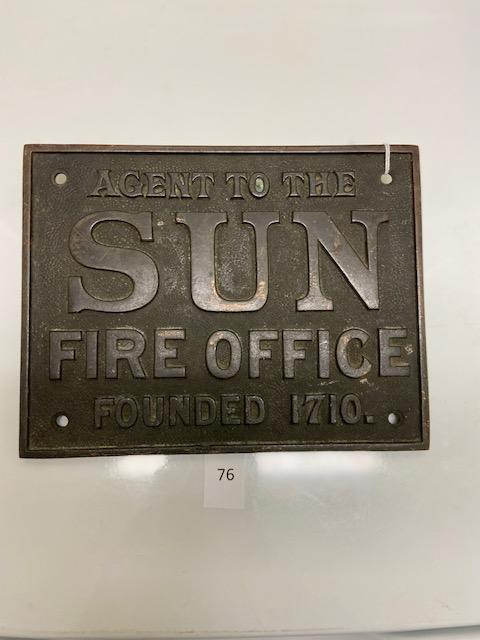 AGENT TO THE
SUN
FIRE OFFICE
FOUNDED 1710.
76